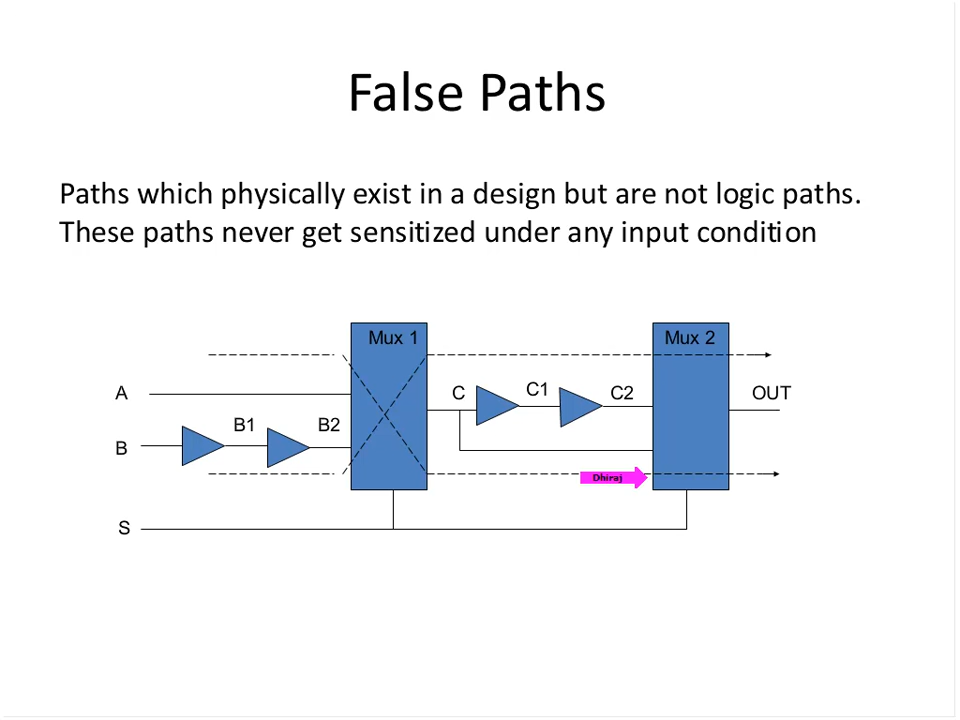 False Paths
Paths which physically exist in a design but are not logic paths.
These paths never get sensitized under any input condition
Mux 1
Mux 2
A
C
C1
C2
OUT
B
B1
B2
Dhiraj
S